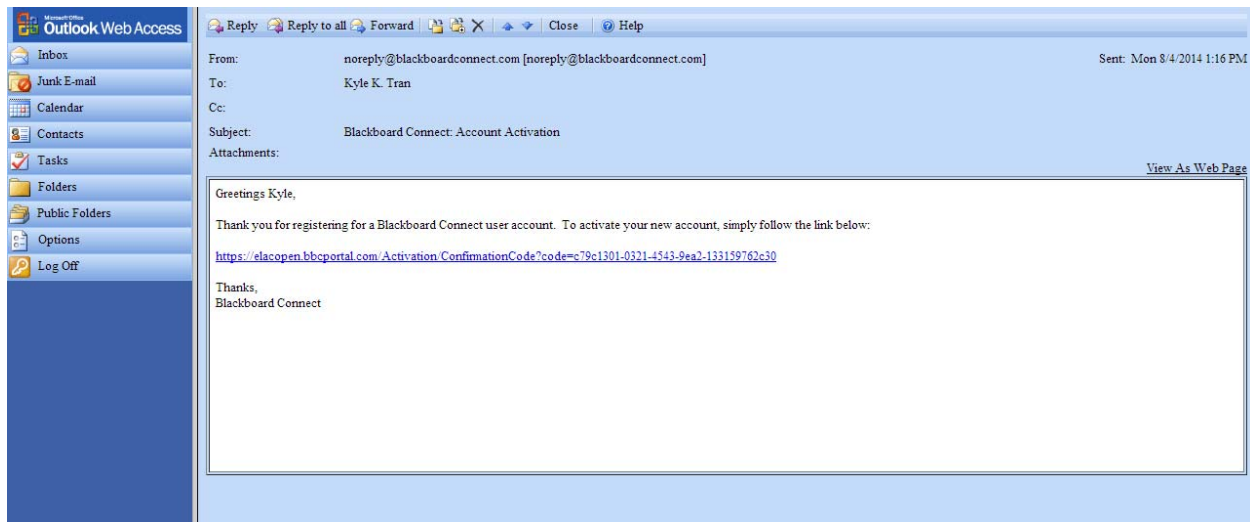 Microsoft Office
Outlook Web Access
Inbox
Junk E-mail
Calendar
Contacts
Tasks
Folders
Public Folders
Options
Log Off
Reply Reply to all Forward Close Help
From: noreply@blackboardconnect.com [noreply@blackboardconnect.com] Sent: Mon 8/4/2014 1:16 PM
To: Kyle K. Tran
Cc:
Subject: Blackboard Connect: Account Activation
Attachments:
View As Web Page
Greetings Kyle,
Thank you for registering for a Blackboard Connect user account. To activate your new account, simply follow the link below:
https://elacopen.bbcportal.com/Activation/ConfirmationCode?code=c79c1301-0321-4543-9ea2-133159762c30
Thanks,
Blackboard Connect